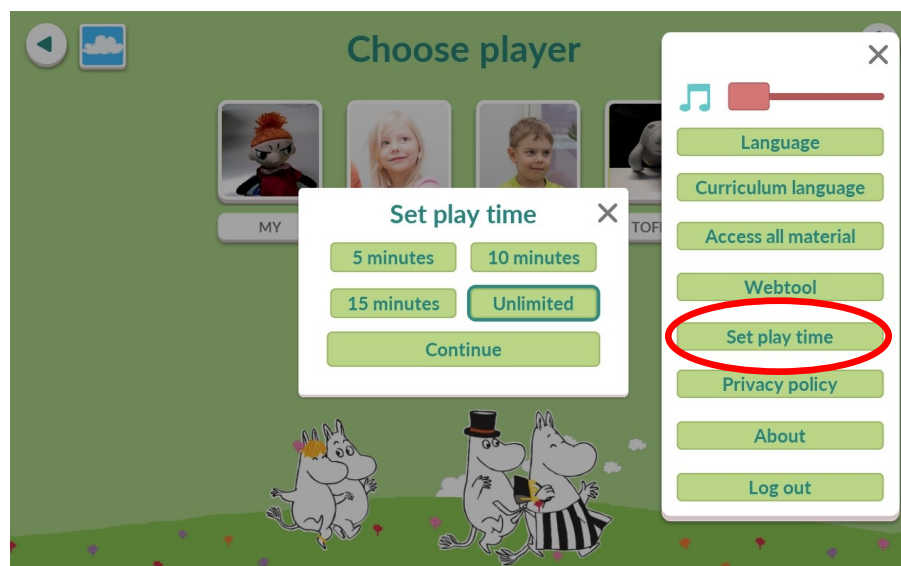 Choose player
MY
TOF
Set play time
5 minutes
10 minutes
15 minutes
Unlimited
Continue
Language
Curriculum language
Access all material
Webtool
Set play time
Privacy policy
About
Log out